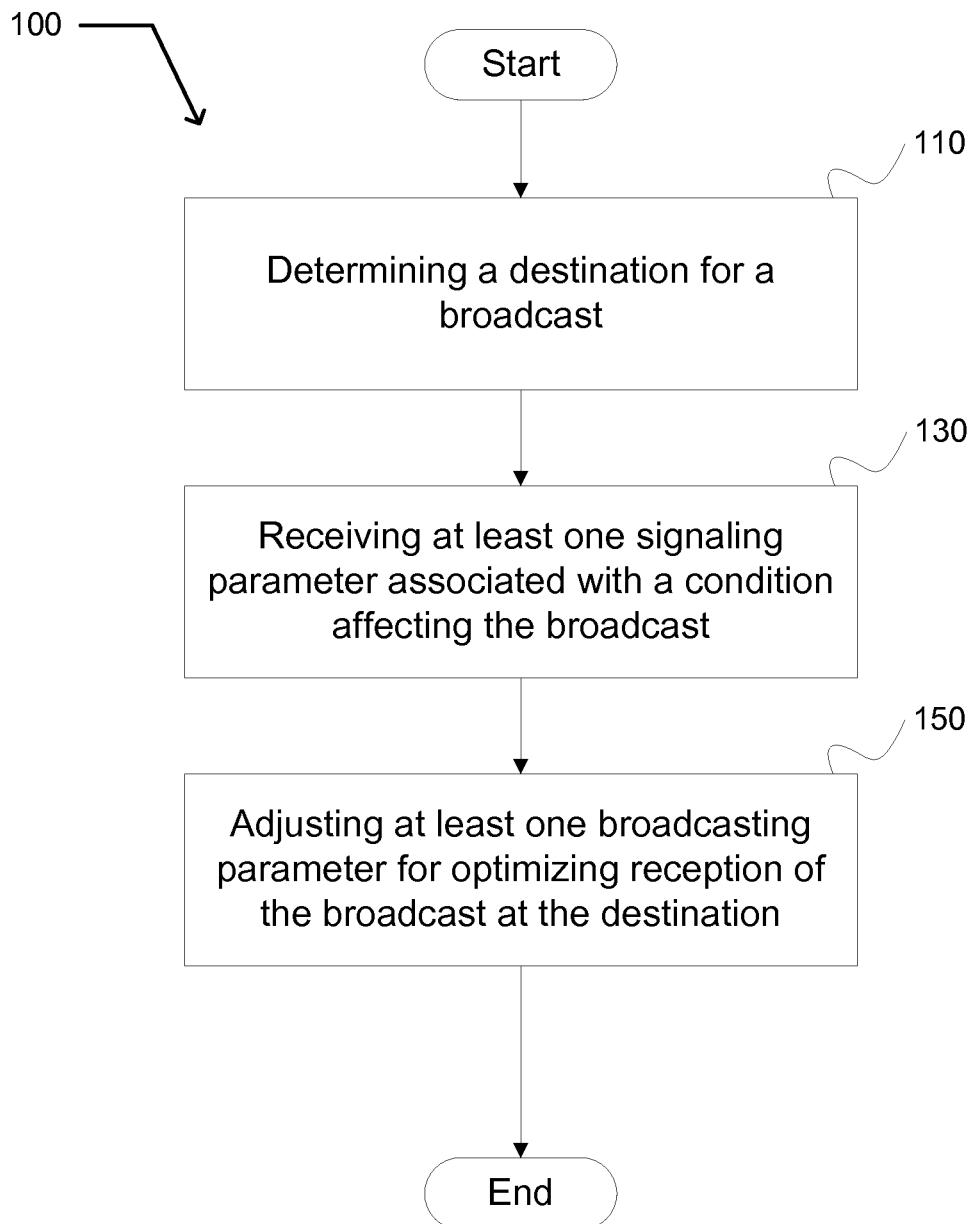 100
Start
110
Determining a destination for a
broadcast
130
Receiving at least one signaling
parameter associated with a condition
affecting the broadcast
150
Adjusting at least one broadcasting
parameter for optimizing reception of
the broadcast at the destination
End